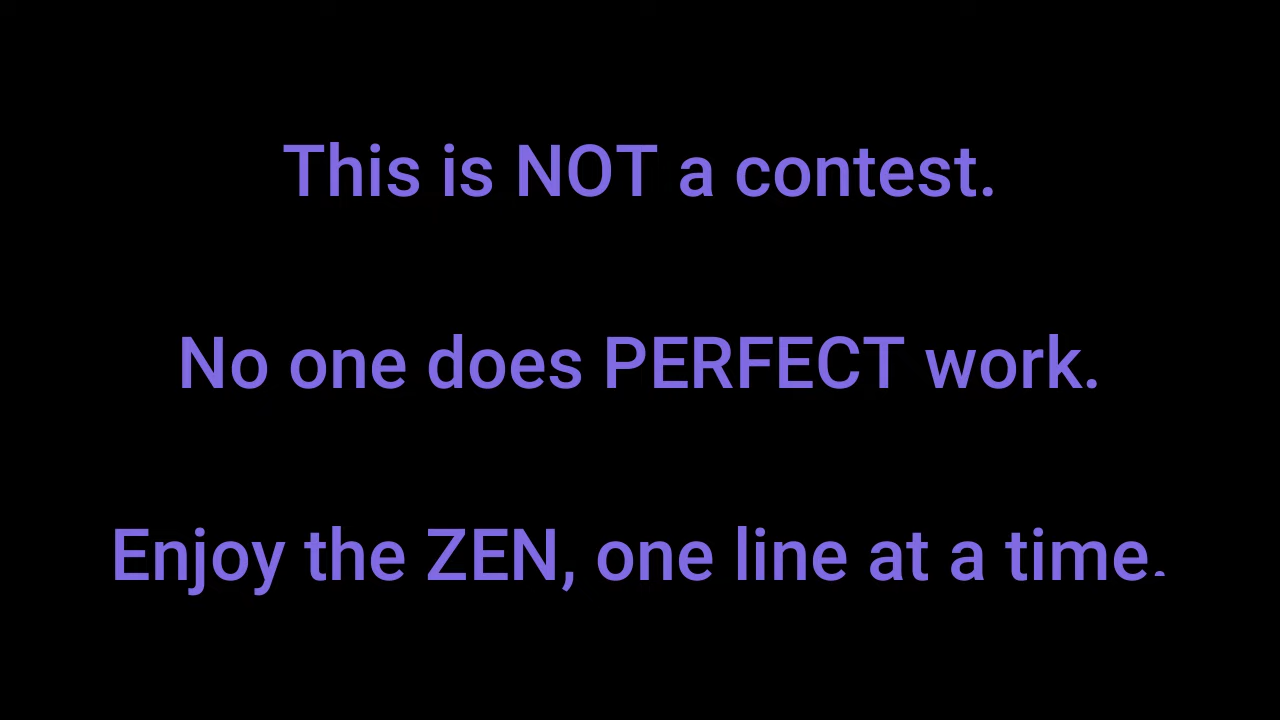 This is NOT a contest.
No one does PERFECT work.
Enjoy the ZEN, one line at a time.